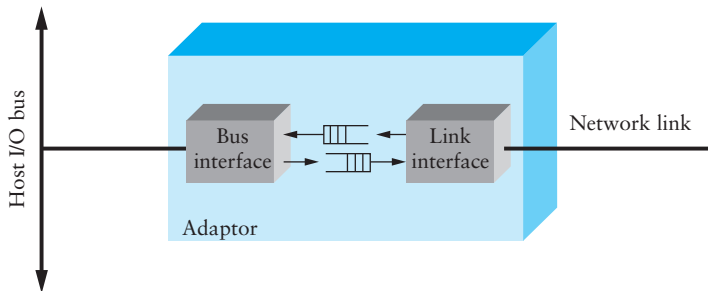 Host I/O bus
Bus
interface
Link
interface
Network link
Adaptor